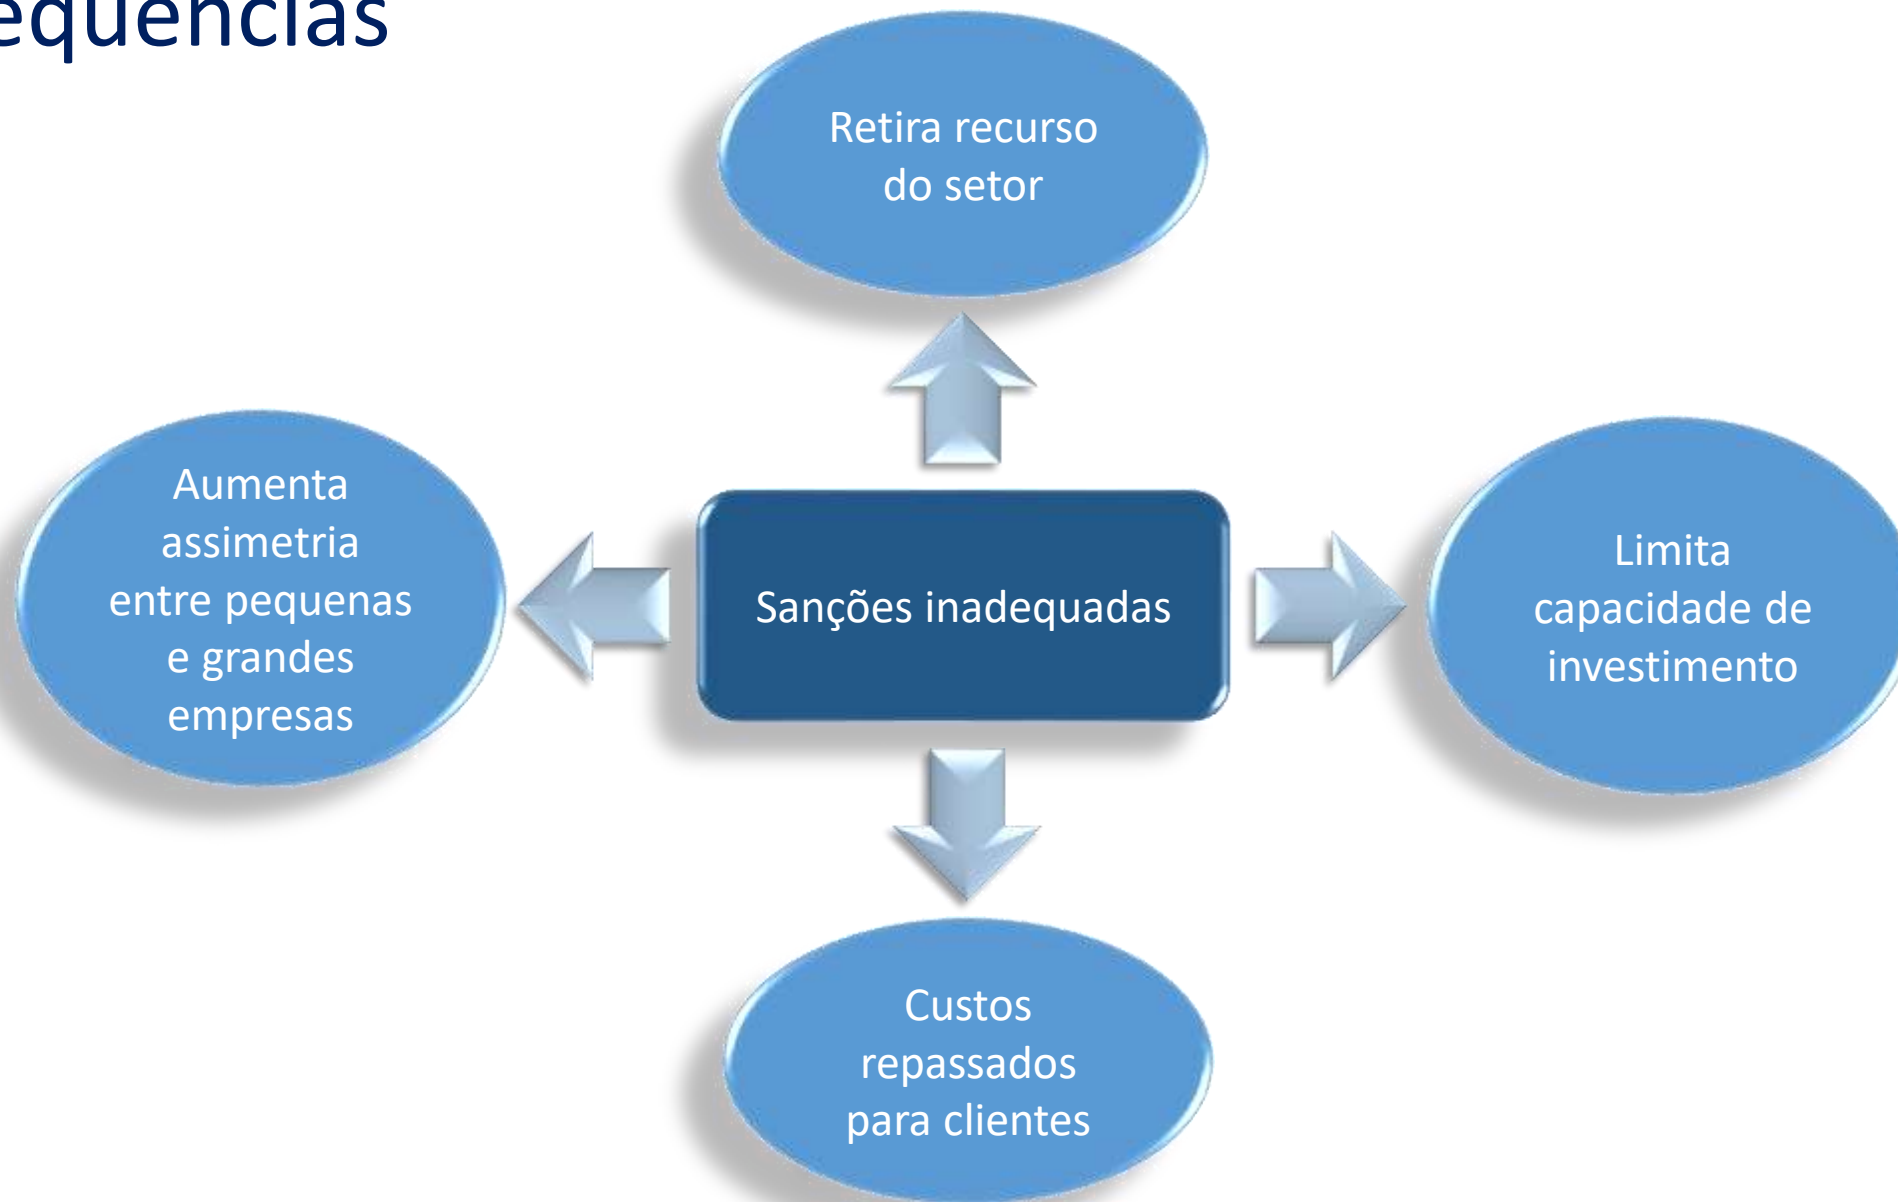 equências
Retira recurso
do setor
Aumenta
assimetria
entre pequenas
e grandes
empresas
Sanções inadequadas
Limita
capacidade de
investimento
Custos
repassados
para clientes